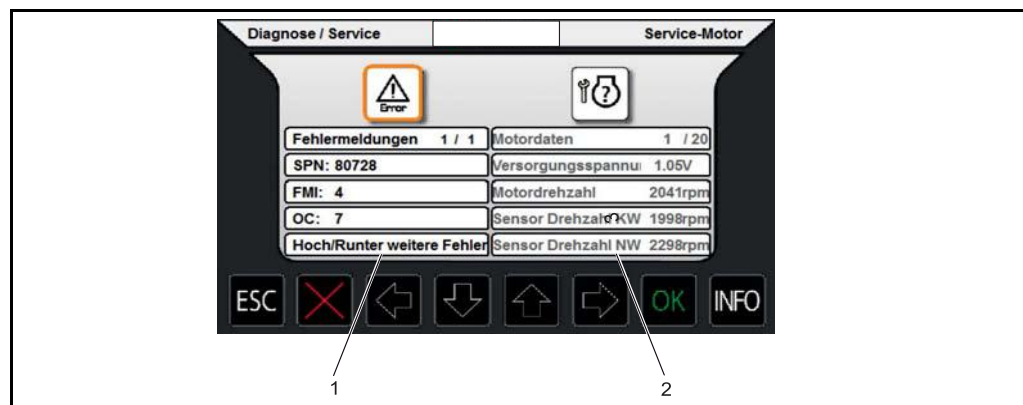 Diagnose / Service Service-Motor
Error
?
Fehlermeldungen 1 / 1 Motordaten 1 / 20
SPN: 80728 Versorgungsspannu 1.05V
FMI: 4 Motordrehzahl 2041rpm
OC: 7 Sensor Drehzahl KW 1998rpm
Hoch/Runter weitere Fehler Sensor Drehzahl NW 2298rpm
ESC OK INFO
1 2